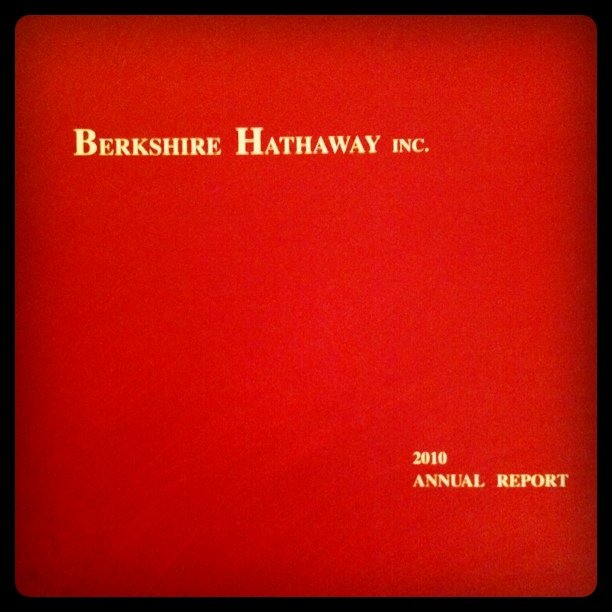 BERKSHIRE HATHAWAY INC.
2010
ANNUAL REPORT